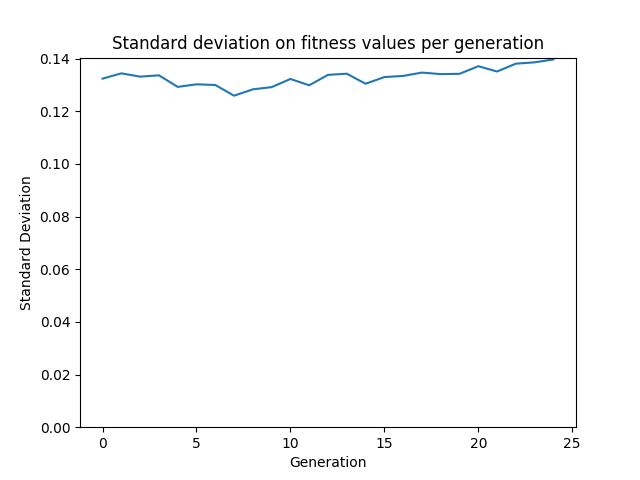 Standard deviation on fitness values per generation
0.14
0.12
0.10
0.08
0.06
0.04
0.02
0.00
Standard Deviation
0 5 10 15 20 25
Generation